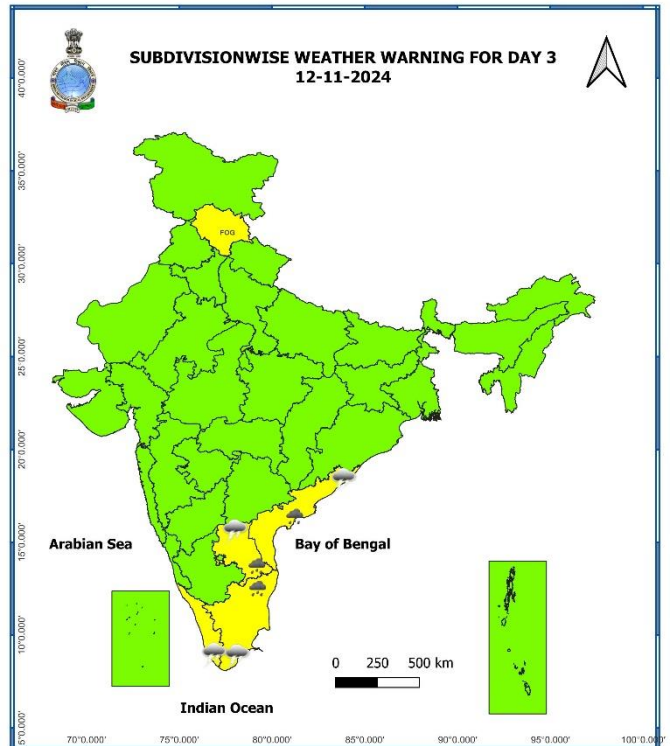 SUBDIVISIONWISE WEATHER WARNING FOR DAY 3
12-11-2024
40°0.000'
35°0.000'
30°0.000'
25°0.000'
20°0.000'
15°0.000'
10°0.000'
5°0.000'
FOG
Arabian Sea
Bay of Bengal
0 250 500 km
Indian Ocean
70°0.000' 75°0.000' 80°0.000' 85°0.000' 90°0.000' 95°0.000' 100°0.000'